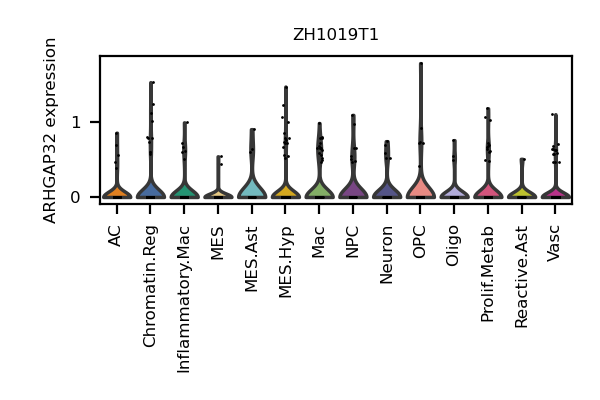 ZH1019T1
ARHGAP32 expression
1
0
AC
Chromatin.Reg
Inflammatory.Mac
MES
MES.Ast
MES.Hyp
Mac
NPC
Neuron
OPC
Oligo
Prolif.Metab
Reactive.Ast
Vasc